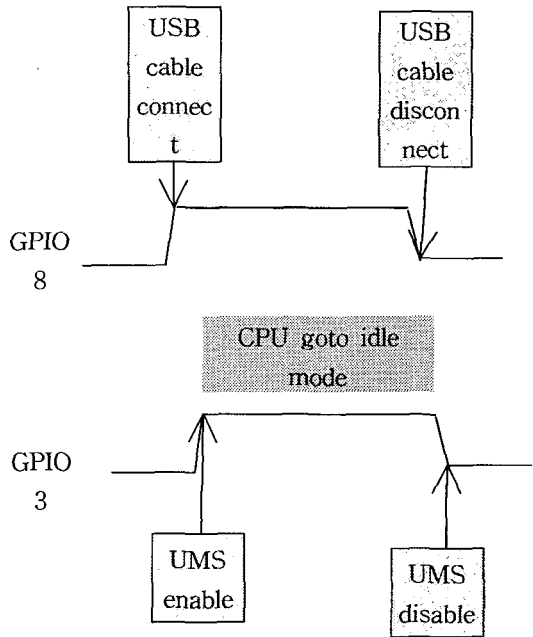 USB
cable
connec
t
USB
cable
discon
nect
GPIO
8
CPU goto idle
mode
GPIO
3
UMS
enable
UMS
disable